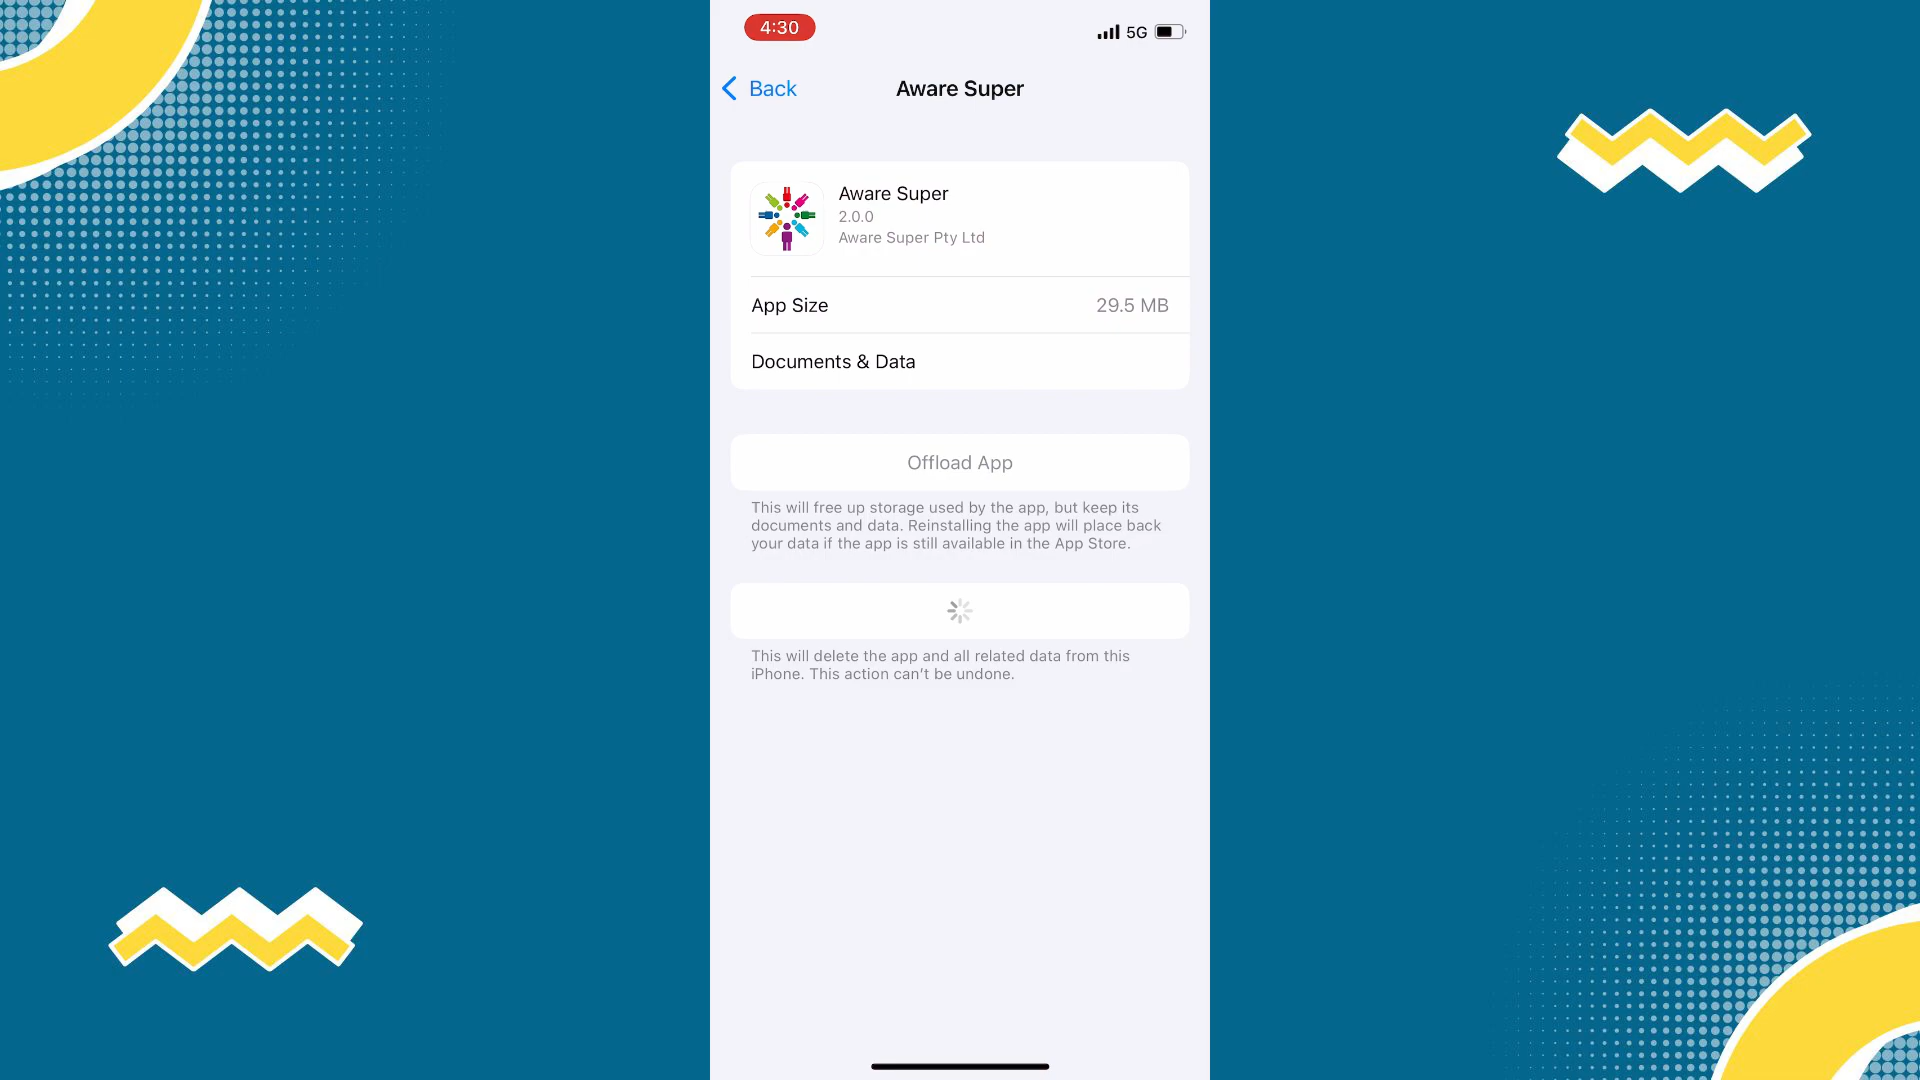 4:30
5G
Back
Aware Super
Aware Super
2.0.0
Aware Super Pty Ltd
App Size
29.5 MB
Documents & Data
Offload App
This will free up storage used by the app, but keep its
documents and data. Reinstalling the app will place back
your data if the app is still available in the App Store.
This will delete the app and all related data from this
iPhone. This action can’t be undone.